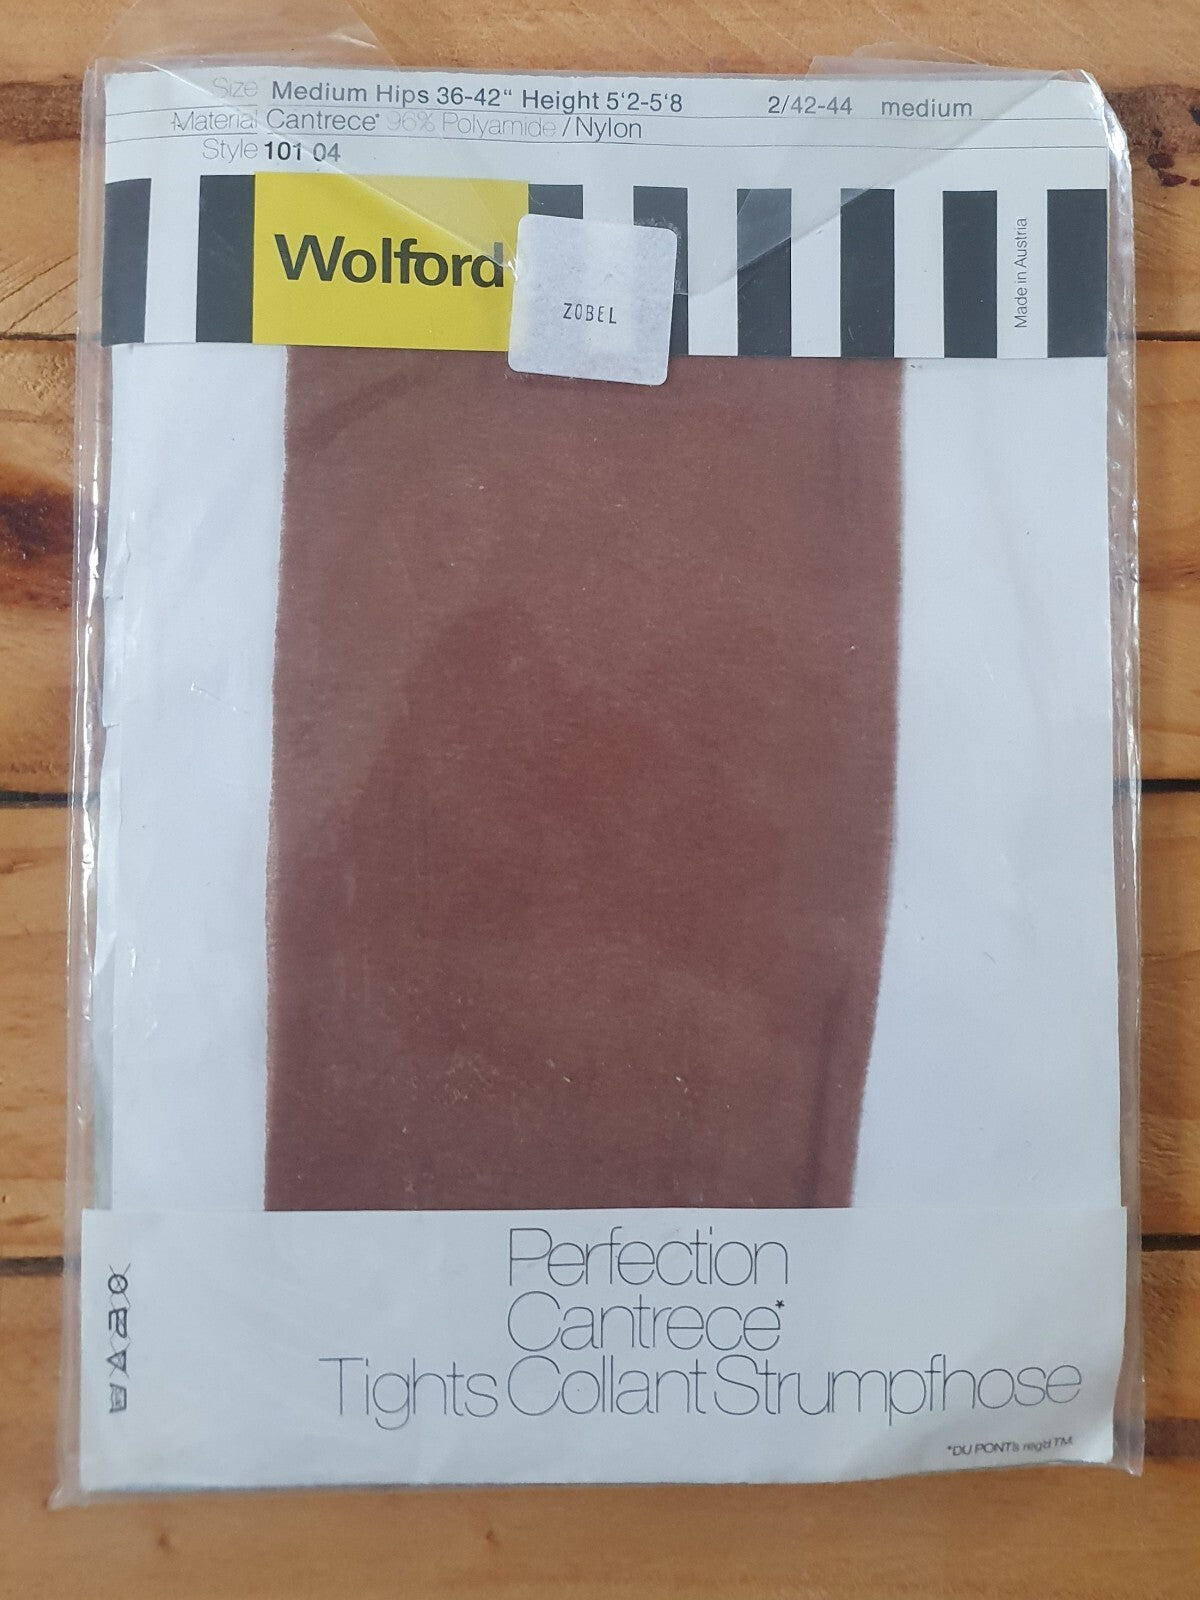 Size Medium Hips 36-42“ Height 5‘2-5‘8 2/42-44 medium
Material Cantrece* 96% Polyamide / Nylon
Style 101 04
Wolford
ZOBEL
Made in Austria
Perfection
Cantrece*
Tights Collant Strumpfhose
*DU PONT's reg'd TM